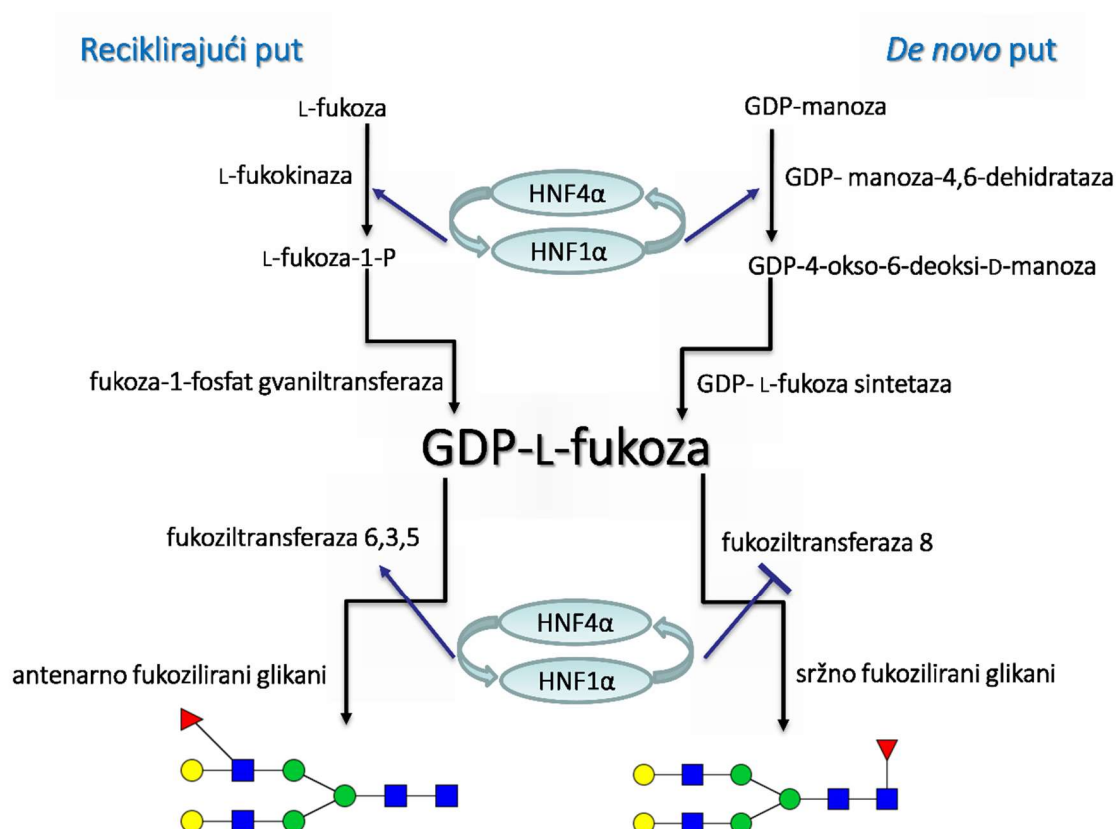 Reciklirajući put
De novo put
L-fukoza
GDP-manoza
L-fukokinaza
GDP- manoza-4,6-dehidrataza
HNF4α
HNF1α
L-fukoza-1-P
GDP-4-okso-6-deoksi-D-manoza
fukoza-1-fosfat gvaniltransferaza
GDP- L-fukoza sintetaza
GDP-L-fukoza
fukoziltransferaza 6,3,5
fukoziltransferaza 8
HNF4α
HNF1α
antenarno fukozilirani glikani
sržno fukozilirani glikani